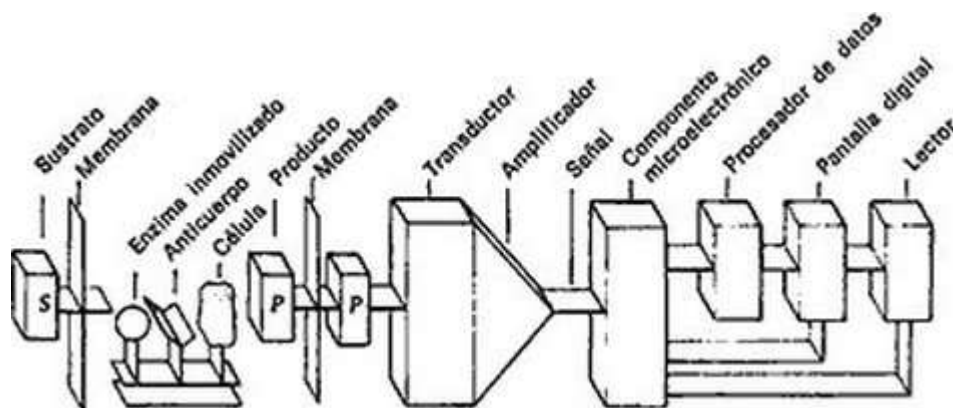 Sustrato
Membrana
Enzima inmovilizado
Anticuerpo
Célula
Producto
Membrana
Transductor
Amplificador
Señal
Componente
microelectrónico
Procesador de datos
Pantalla digital
Lector
S
P
P